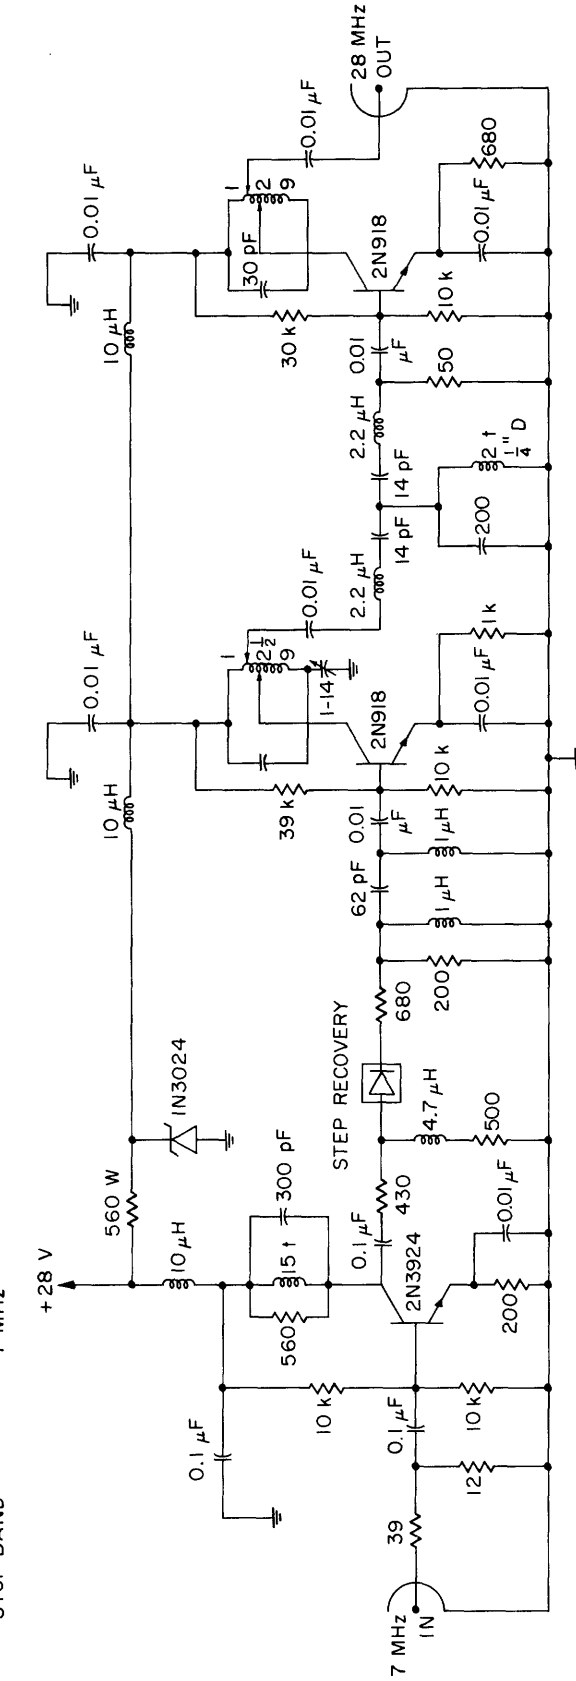 STOP BAND
7 MHz
+28 V
560 W
1N3024
10 μH
0.01 μF
10 μH
0.01 μF
0.1 μF
10 μH
560
15 t
300 pF
10 k
0.1 μF
430
STEP RECOVERY
680
39 k
1
2½
9
1-14
0.01 μF
30 k
30 pF
1
2
9
0.01 μF
7 MHz
IN
39
12
0.1 μF
10 k
2N3924
200
0.01 μF
4.7 μH
500
200
1 μH
62 pF
1 μH
0.01
μF
10 k
2N918
0.01 μF
1 k
2.2 μH
14 pF
14 pF
2.2 μH
200
2 t
¼" D
50
0.01
μF
10 k
2N918
0.01 μF
680
28 MHz
OUT